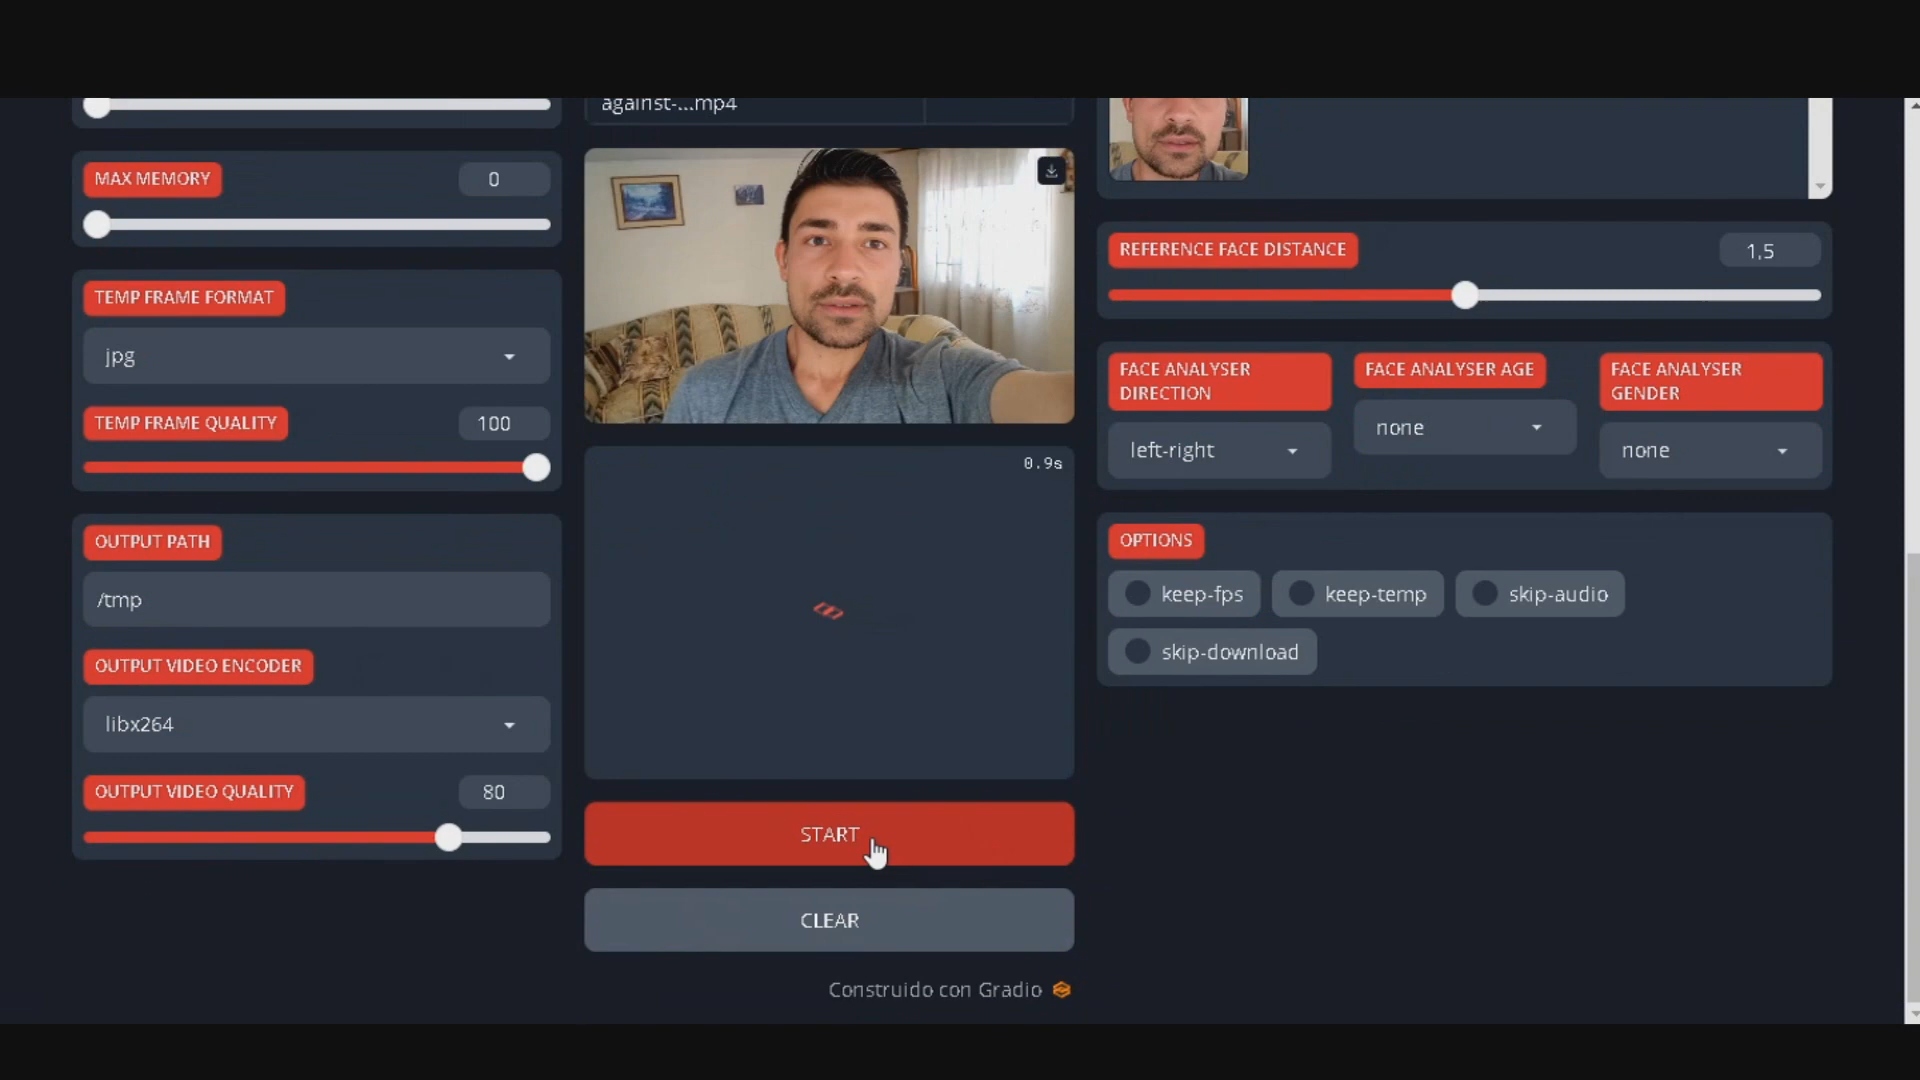 MAX MEMORY
0
TEMP FRAME FORMAT
jpg
TEMP FRAME QUALITY
100
OUTPUT PATH
/tmp
OUTPUT VIDEO ENCODER
libx264
OUTPUT VIDEO QUALITY
80
against-...mp4
0.9s
START
CLEAR
REFERENCE FACE DISTANCE
1,5
FACE ANALYSER
DIRECTION
left-right
FACE ANALYSER AGE
none
FACE ANALYSER
GENDER
none
OPTIONS
keep-fps
keep-temp
skip-audio
skip-download
Construido con Gradio